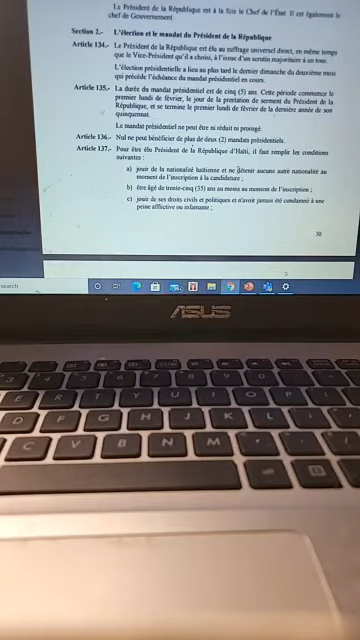 Le Président de la République est à la fois le Chef de l'État. Il est également le
chef de Gouvernement.
Section 2.- L'élection et le mandat du Président de la République
Article 134.- Le Président de la République est élu au suffrage universel direct, en même temps
que le Vice-Président qu'il a choisi, à l'issue d'un scrutin majoritaire à un tour.
L'élection présidentielle a lieu au plus tard le dernier dimanche du deuxième mois
qui précède l'échéance du mandat présidentiel en cours.
Article 135.- La durée du mandat présidentiel est de cinq (5) ans. Cette période commence le
premier lundi de février, le jour de la prestation de serment du Président de la
République, et se termine le premier lundi de février de la dernière année de son
quinquennat.
Le mandat présidentiel ne peut être ni réduit ni prorogé.
Article 136.- Nul ne peut bénéficier de plus de deux (2) mandats présidentiels.
Article 137.- Pour être élu Président de la République d'Haïti, il faut remplir les conditions
suivantes :
a) jouir de la nationalité haïtienne et ne détenir aucune autre nationalité au
moment de l'inscription à la candidature ;
b) être âgé de trente-cinq (35) ans au moins au moment de l'inscription ;
c) jouir de ses droits civils et politiques et n'avoir jamais été condamné à une
peine afflictive ou infamante ;
30
search
ASUS
3 4 5 6 7 8 9 0
E R T Y U I O P
D F G H J K L
C V B N M